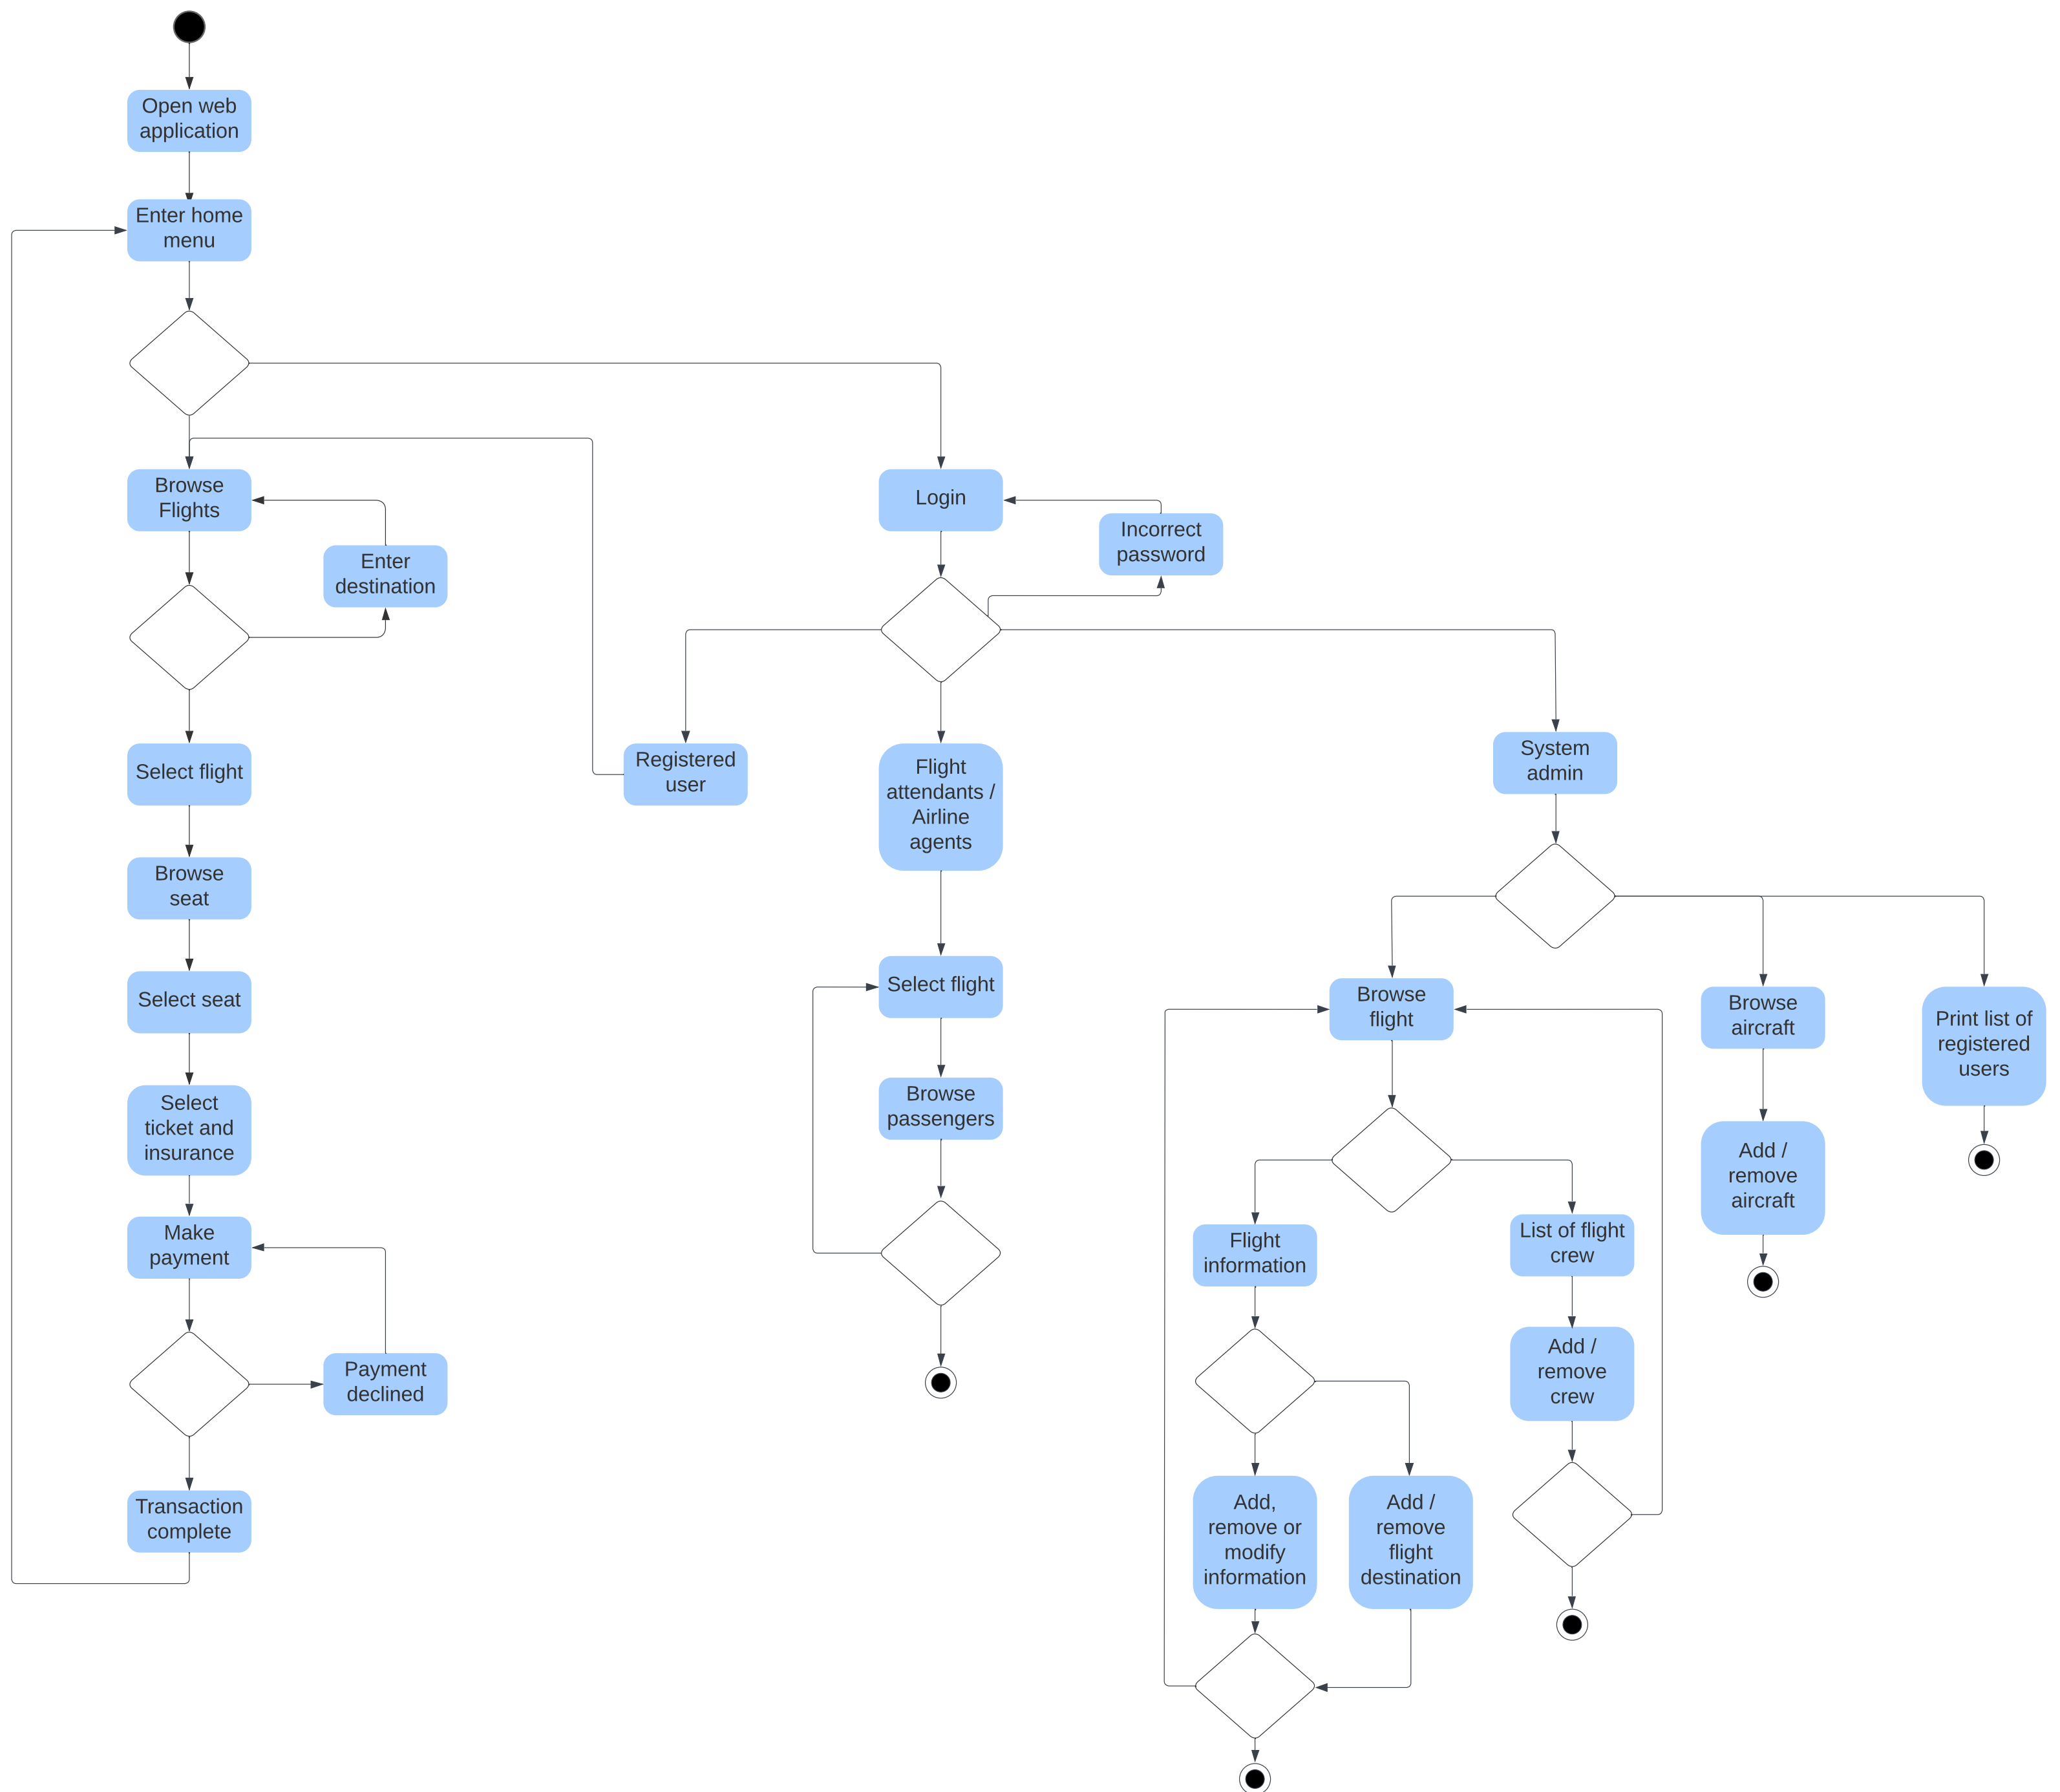 Open web
application
Enter home
menu
Browse
Flights
Enter
destination
Login
Incorrect
password
Select flight
Registered
user
Flight
attendants /
Airline
agents
System
admin
Browse
seat
Select seat
Select flight
Browse
flight
Browse
aircraft
Print list of
registered
users
Select
ticket and
insurance
Browse
passengers
Add /
remove
aircraft
Make
payment
Flight
information
List of flight
crew
Payment
declined
Add /
remove
crew
Transaction
complete
Add,
remove or
modify
information
Add /
remove
flight
destination